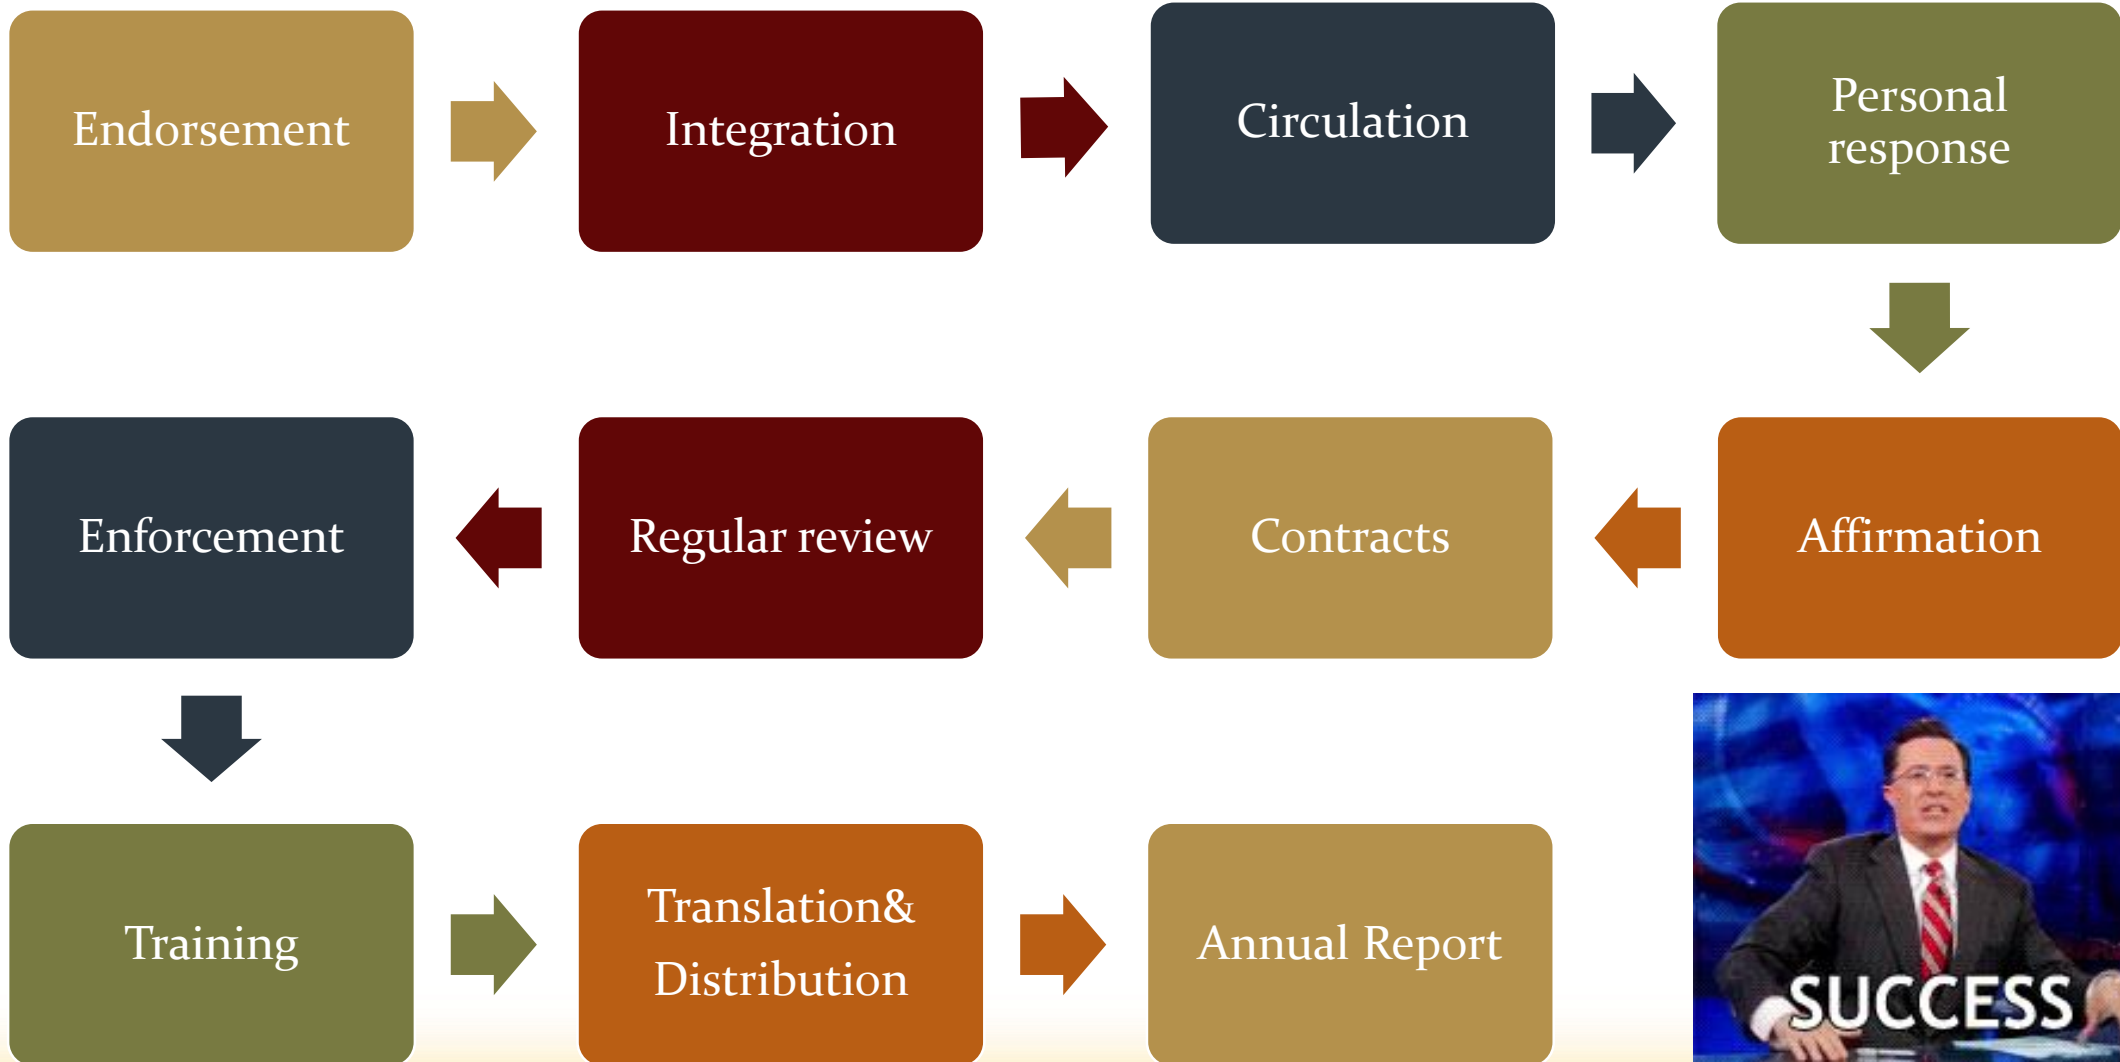 Endorsement
Integration
Circulation
Personal
response
Affirmation
Contracts
Regular review
Enforcement
Training
Translation&
Distribution
Annual Report
SUCCESS